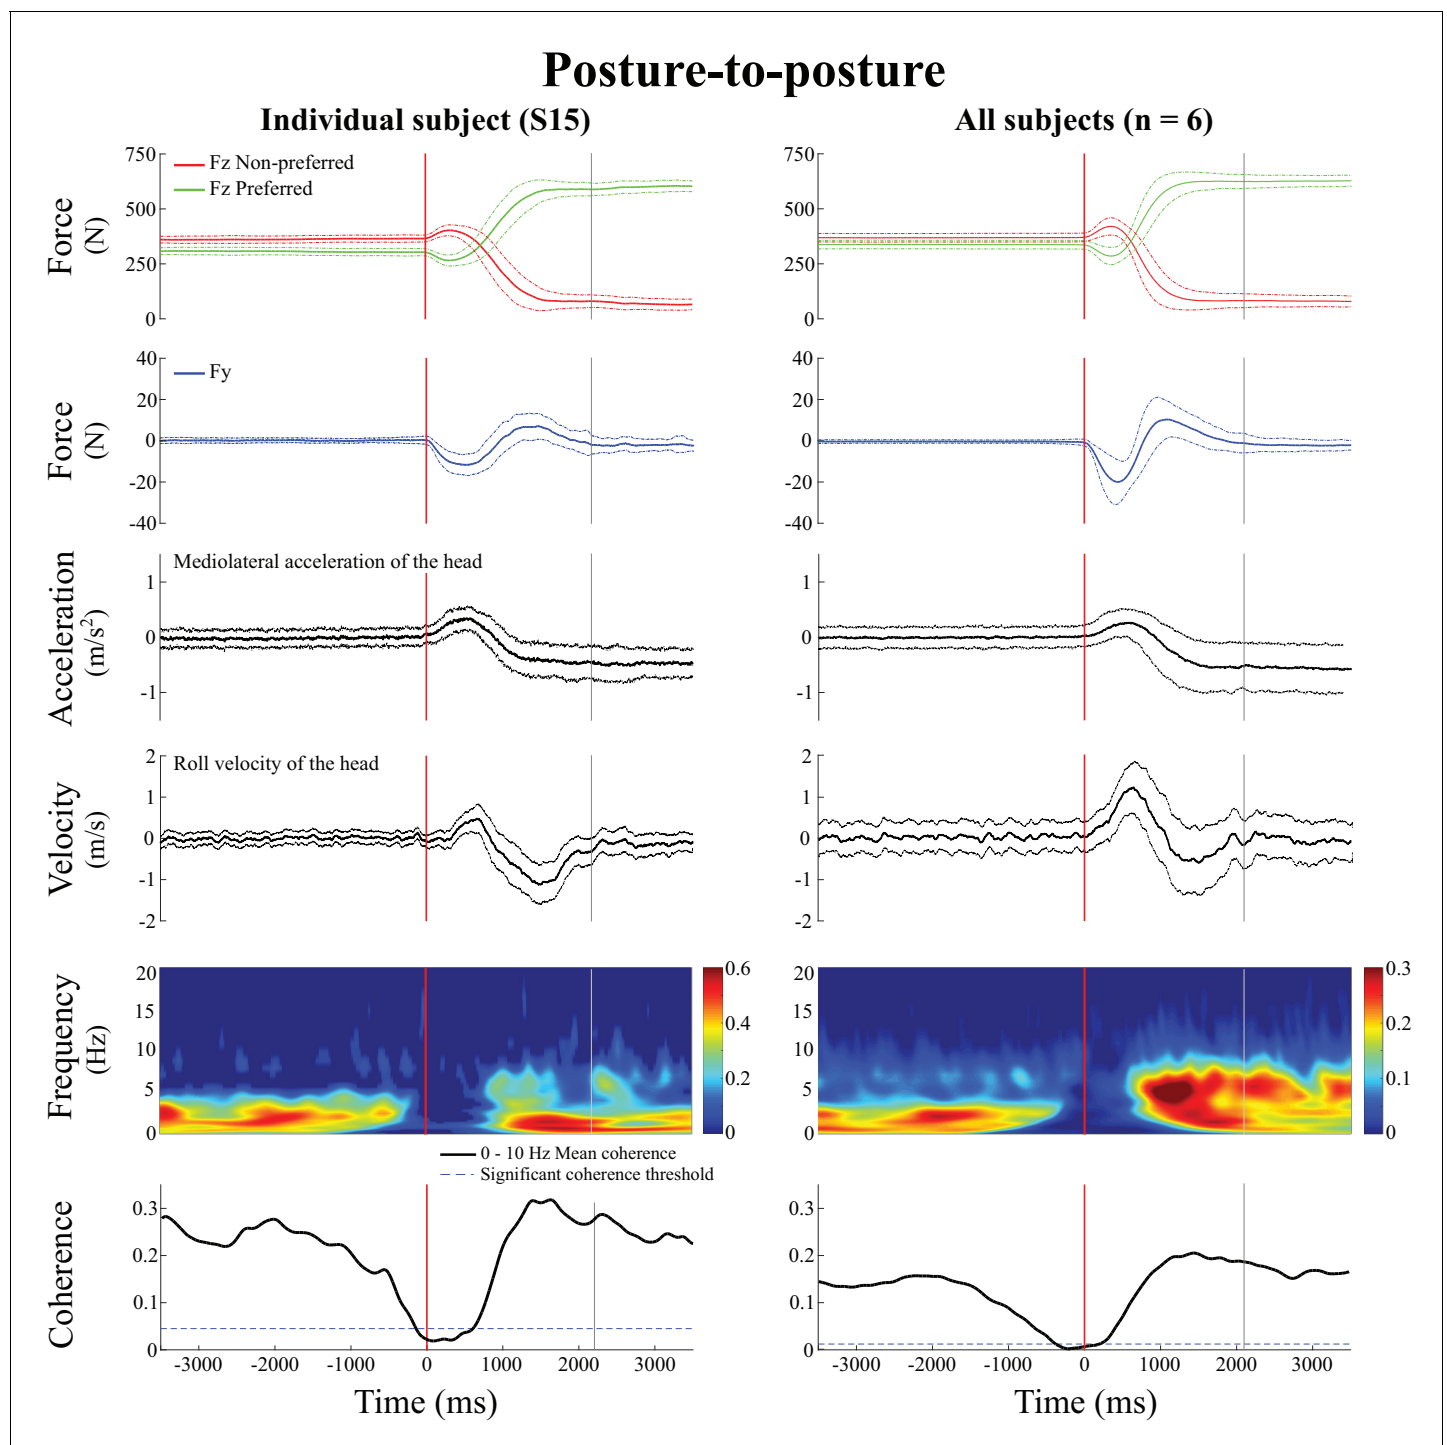 Posture-to-posture
Individual subject (S15)
All subjects (n = 6)
Force
(N)
750
500
250
0
Fz Non-preferred
Fz Preferred
750
500
250
0
Force
(N)
40
20
0
-20
-40
Fy
40
20
0
-20
-40
Acceleration
(m/s²)
1
0
-1
Mediolateral acceleration of the head
1
0
-1
Velocity
(m/s)
2
1
0
-1
-2
Roll velocity of the head
2
1
0
-1
-2
Frequency
(Hz)
20
15
10
5
0
0.6
0.4
0.2
0
20
15
10
5
0
0.3
0.2
0.1
0
0 - 10 Hz Mean coherence
Significant coherence threshold
Coherence
0.3
0.2
0.1
0
-3000 -2000 -1000 0 1000 2000 3000
Time (ms)
0.3
0.2
0.1
0
-3000 -2000 -1000 0 1000 2000 3000
Time (ms)